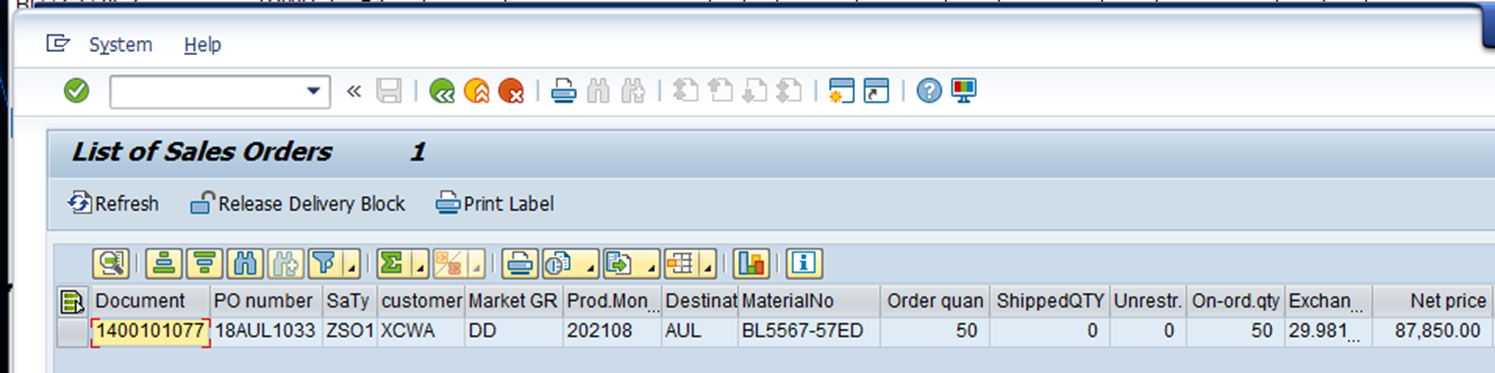 System Help
List of Sales Orders 1
Refresh Release Delivery Block Print Label
Document PO number SaTy customer Market GR Prod.Mon... Destinat MaterialNo Order quan ShippedQTY Unrestr. On-ord.qty Exchan... Net price
1400101077 18AUL1033 ZSO1 XCWA DD 202108 AUL BL5567-57ED 50 0 0 50 29.981... 87,850.00